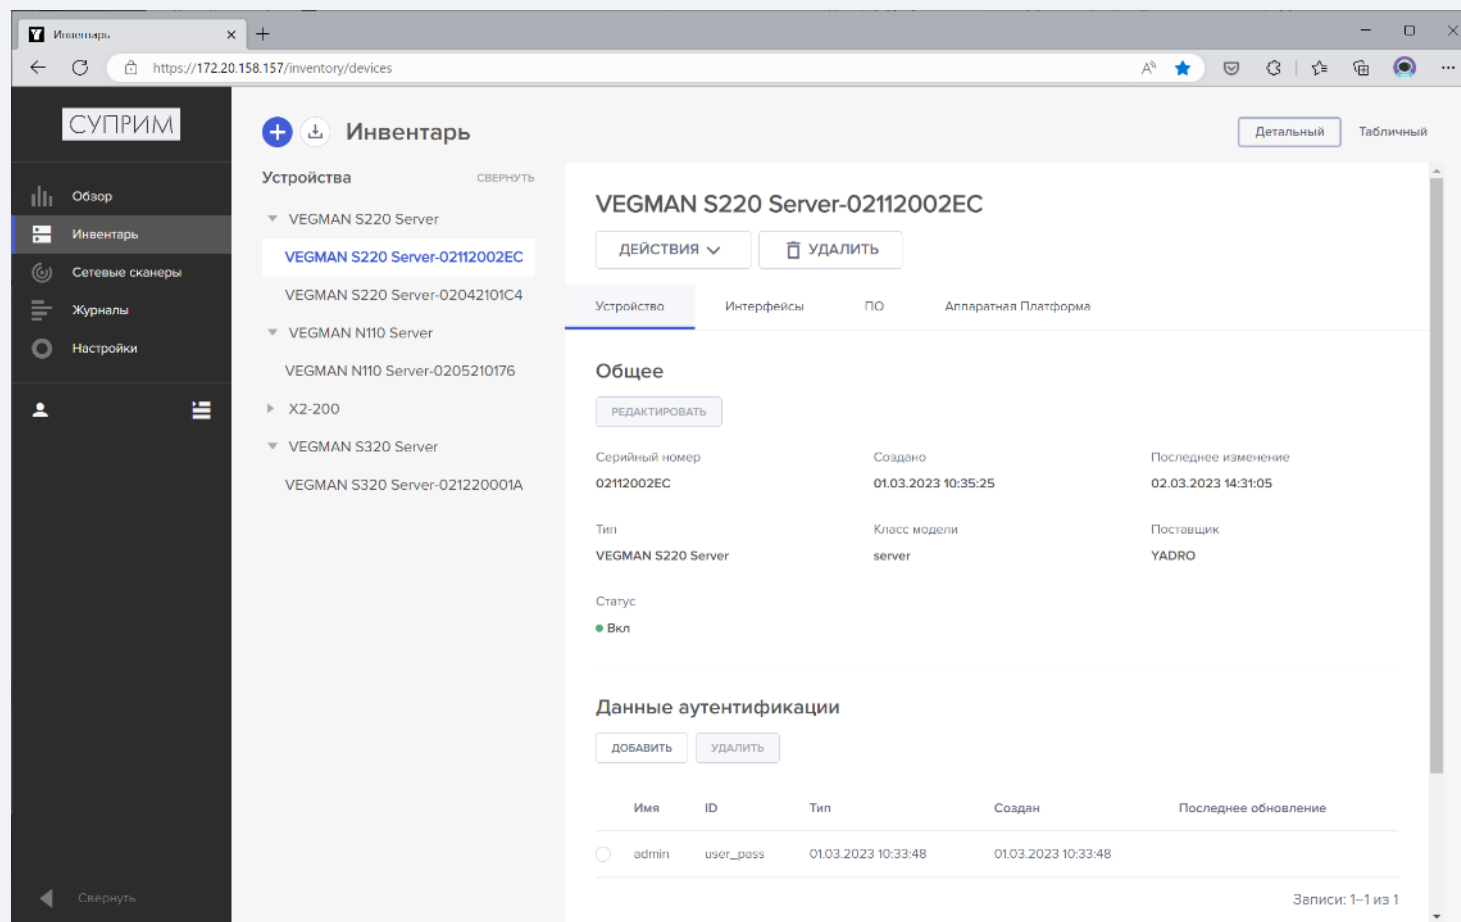 Инвентарь
https://172.20.158.157/inventory/devices
СУПРИМ
Обзор
Инвентарь
Сетевые сканеры
Журналы
Настройки
Свернуть
Инвентарь
Детальный Табличный
Устройства СВЕРНУТЬ
VEGMAN S220 Server
VEGMAN S220 Server-02112002EC
VEGMAN S220 Server-02042101C4
VEGMAN N110 Server
VEGMAN N110 Server-0205210176
X2-200
VEGMAN S320 Server
VEGMAN S320 Server-021220001A
VEGMAN S220 Server-02112002EC
ДЕЙСТВИЯ УДАЛИТЬ
Устройство Интерфейсы ПО Аппаратная Платформа
Общее
РЕДАКТИРОВАТЬ
Серийный номер Создано Последнее изменение
02112002EC 01.03.2023 10:35:25 02.03.2023 14:31:05
Тип Класс модели Поставщик
VEGMAN S220 Server server YADRO
Статус
Вкл
Данные аутентификации
ДОБАВИТЬ УДАЛИТЬ
Имя ID Тип Создан Последнее обновление
admin user_pass 01.03.2023 10:33:48 01.03.2023 10:33:48
Записи: 1–1 из 1